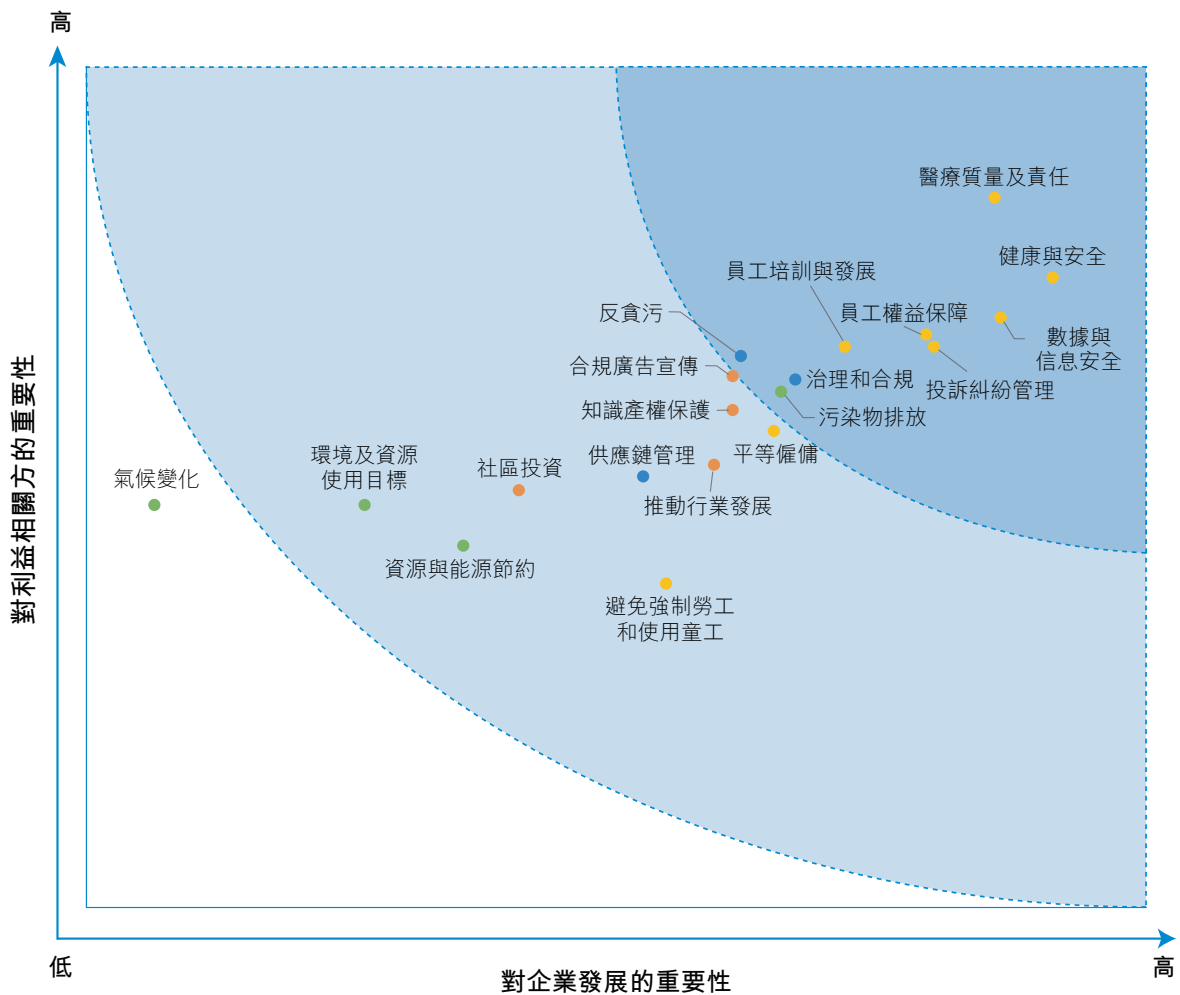 高
醫療質量及責任
健康與安全
員工培訓與發展
反貪污
員工權益保障
數據與
信息安全
合規廣告宣傳
治理和合規
投訴糾紛管理
知識產權保護
污染物排放
環境及資源
使用目標
社區投資
供應鏈管理
平等僱傭
氣候變化
推動行業發展
資源與能源節約
避免強制勞工
和使用童工
對利益相關方的重要性
低
對企業發展的重要性
高